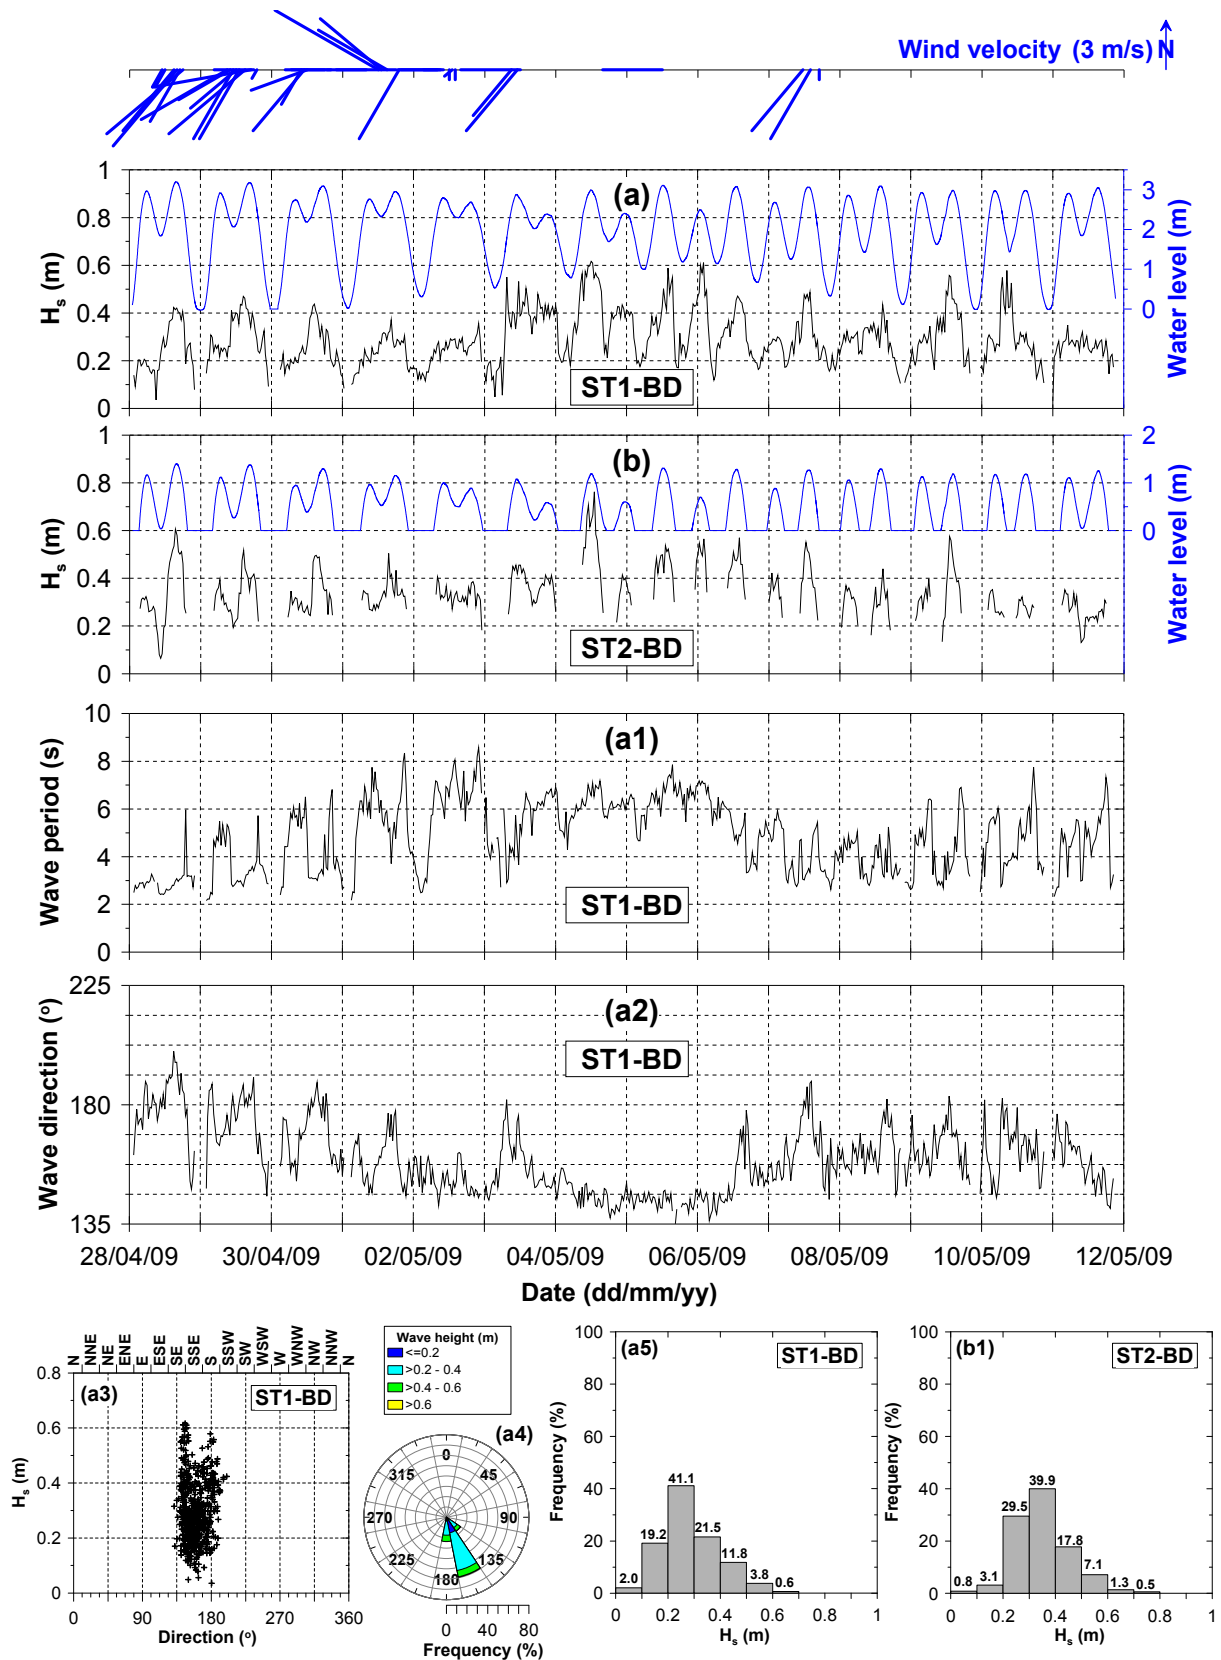 Wind velocity (3 m/s) N
(a)
H_s (m)
1
0.8
0.6
0.4
0.2
0
3
2
1
0
Water level (m)
ST1-BD
(b)
H_s (m)
1
0.8
0.6
0.4
0.2
0
2
1
0
Water level (m)
ST2-BD
(a1)
Wave period (s)
10
8
6
4
2
0
ST1-BD
(a2)
Wave direction (º)
225
180
135
ST1-BD
28/04/09 30/04/09 02/05/09 04/05/09 06/05/09 08/05/09 10/05/09 12/05/09
Date (dd/mm/yy)
N NNE NE ENE E ESE SE SSE S SSW SW WSW W WNW NW NNW N
(a3)
ST1-BD
H_s (m)
0.8
0.6
0.4
0.2
0
0 90 180 270 360
Direction (º)
Wave height (m)
<=0.2
>0.2 - 0.4
>0.4 - 0.6
>0.6
(a4)
0
45
90
135
180
225
270
315
0 40 80
Frequency (%)
(a5)
ST1-BD
Frequency (%)
100
80
60
40
20
0
2.0 19.2 41.1 21.5 11.8 3.8 0.6
0 0.2 0.4 0.6 0.8 1
H_s (m)
(b1)
ST2-BD
Frequency (%)
100
80
60
40
20
0
0.8 3.1 29.5 39.9 17.8 7.1 1.3 0.5
0 0.2 0.4 0.6 0.8 1
H_s (m)